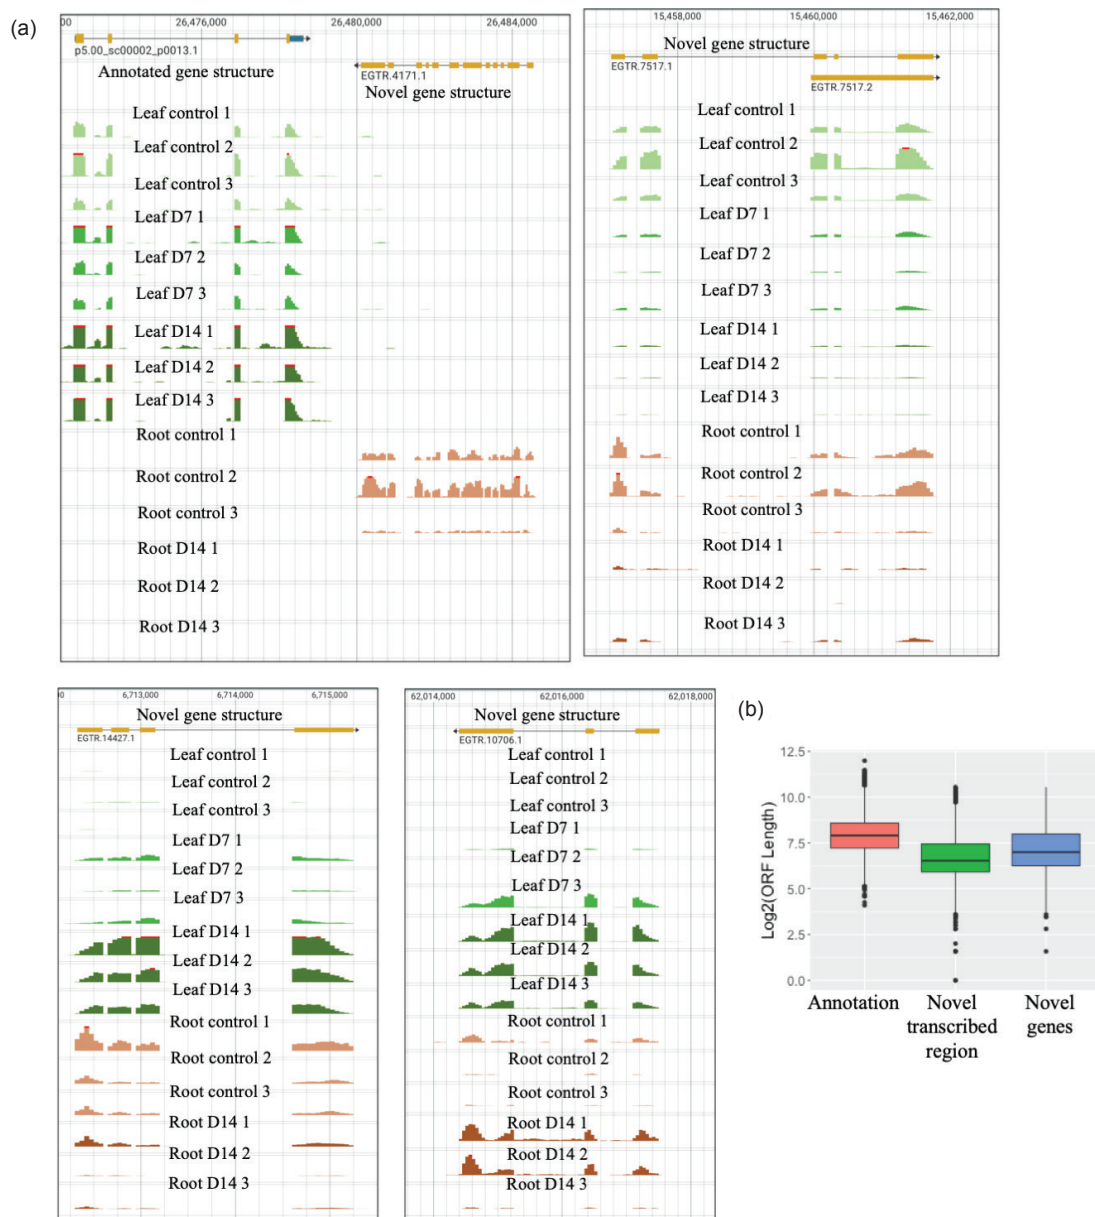 (a)
00 26,476,000 26,480,000 26,484,000
p5.00_sc00002_p0013.1
Annotated gene structure
EGTR.4171.1
Novel gene structure
Leaf control 1
Leaf control 2
Leaf control 3
Leaf D7 1
Leaf D7 2
Leaf D7 3
Leaf D14 1
Leaf D14 2
Leaf D14 3
Root control 1
Root control 2
Root control 3
Root D14 1
Root D14 2
Root D14 3
15,458,000 15,460,000 15,462,000
Novel gene structure
EGTR.7517.1
EGTR.7517.2
Leaf control 1
Leaf control 2
Leaf control 3
Leaf D7 1
Leaf D7 2
Leaf D7 3
Leaf D14 1
Leaf D14 2
Leaf D14 3
Root control 1
Root control 2
Root control 3
Root D14 1
Root D14 2
Root D14 3
6,713,000 6,714,000 6,715,000
Novel gene structure
EGTR.14427.1
Leaf control 1
Leaf control 2
Leaf control 3
Leaf D7 1
Leaf D7 2
Leaf D7 3
Leaf D14 1
Leaf D14 2
Leaf D14 3
Root control 1
Root control 2
Root control 3
Root D14 1
Root D14 2
Root D14 3
62,014,000 62,016,000 62,018,000
Novel gene structure
EGTR.10706.1
Leaf control 1
Leaf control 2
Leaf control 3
Leaf D7 1
Leaf D7 2
Leaf D7 3
Leaf D14 1
Leaf D14 2
Leaf D14 3
Root control 1
Root control 2
Root control 3
Root D14 1
Root D14 2
Root D14 3
(b)
Log2(ORF Length)
12.5
10.0
7.5
5.0
2.5
0.0
Annotation
Novel
transcribed
region
Novel
genes